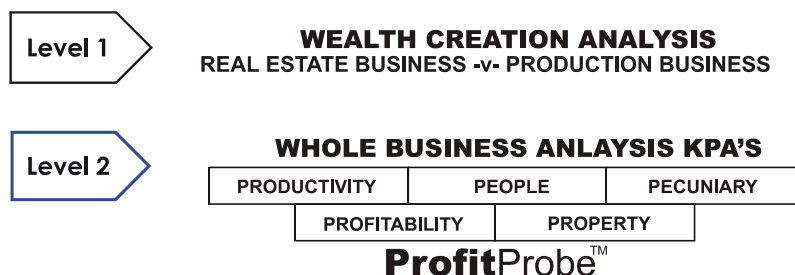 Level 1
WEALTH CREATION ANALYSIS
REAL ESTATE BUSINESS -v- PRODUCTION BUSINESS
Level 2
WHOLE BUSINESS ANLAYSIS KPA'S
PRODUCTIVITY PEOPLE PECUNIARY
PROFITABILITY PROPERTY
ProfitProbe™